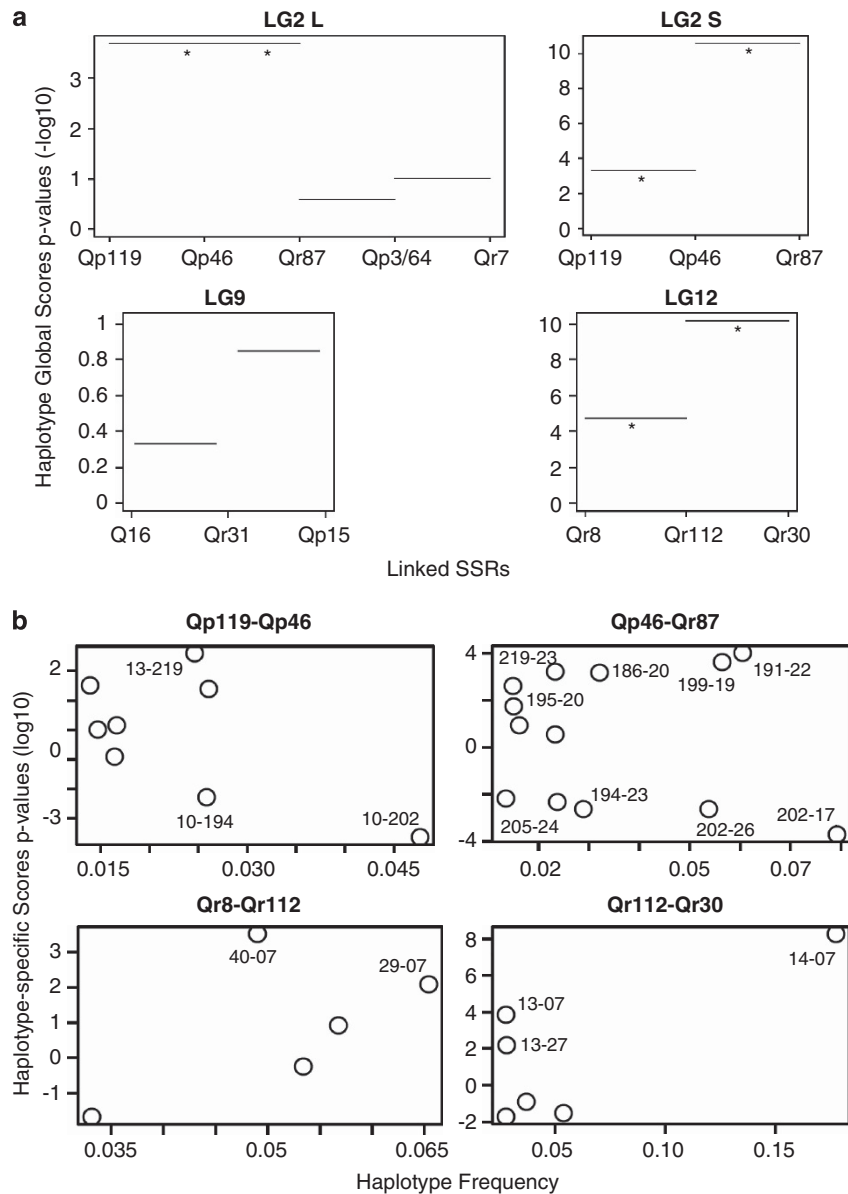 a
LG2 L
LG2 S
Haplotype Global Scores p-values (-log10)
3
2
1
0
Qp119 Qp46 Qr87 Qp3/64 Qr7
* *
10
8
6
4
2
0
Qp119 Qp46 Qr87
*
*
LG9
LG12
1
0.8
0.6
0.4
0.2
0
Q16 Qr31 Qp15
10
8
6
4
2
0
Qr8 Qr112 Qr30
*
*
Linked SSRs
b
Haplotype-specific Scores p-values (log10)
Qp119-Qp46
2
0
-3
13-219
10-194
10-202
0.015 0.030 0.045
Qp46-Qr87
4
0
-4
219-23
186-20
191-22
199-19
195-20
194-23
205-24
202-26
202-17
0.02 0.05 0.07
Qr8-Qr112
3
2
1
0
-1
40-07
29-07
0.035 0.05 0.065
Qr112-Qr30
8
6
4
2
0
-2
14-07
13-07
13-27
0.05 0.10 0.15
Haplotype Frequency